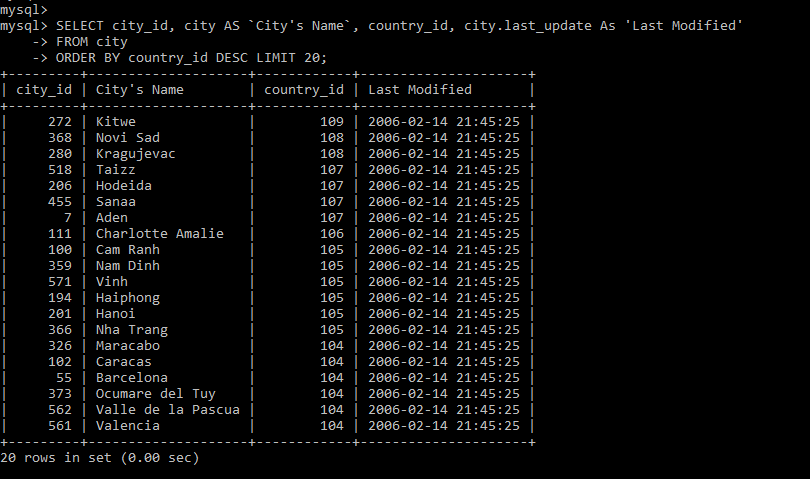 mysql>
mysql> SELECT city_id, city AS `City's Name`, country_id, city.last_update As 'Last Modified'
    -> FROM city
    -> ORDER BY country_id DESC LIMIT 20;
+---------+--------------------+------------+---------------------+
| city_id | City's Name        | country_id | Last Modified       |
+---------+--------------------+------------+---------------------+
|     272 | Kitwe              |        109 | 2006-02-14 21:45:25 |
|     368 | Novi Sad           |        108 | 2006-02-14 21:45:25 |
|     280 | Kragujevac         |        108 | 2006-02-14 21:45:25 |
|     518 | Taizz              |        107 | 2006-02-14 21:45:25 |
|     206 | Hodeida            |        107 | 2006-02-14 21:45:25 |
|     455 | Sanaa              |        107 | 2006-02-14 21:45:25 |
|       7 | Aden               |        107 | 2006-02-14 21:45:25 |
|     111 | Charlotte Amalie   |        106 | 2006-02-14 21:45:25 |
|     100 | Cam Ranh           |        105 | 2006-02-14 21:45:25 |
|     359 | Nam Dinh           |        105 | 2006-02-14 21:45:25 |
|     571 | Vinh               |        105 | 2006-02-14 21:45:25 |
|     194 | Haiphong           |        105 | 2006-02-14 21:45:25 |
|     201 | Hanoi              |        105 | 2006-02-14 21:45:25 |
|     366 | Nha Trang          |        105 | 2006-02-14 21:45:25 |
|     326 | Maracabo           |        104 | 2006-02-14 21:45:25 |
|     102 | Caracas            |        104 | 2006-02-14 21:45:25 |
|      55 | Barcelona          |        104 | 2006-02-14 21:45:25 |
|     373 | Ocumare del Tuy    |        104 | 2006-02-14 21:45:25 |
|     562 | Valle de la Pascua |        104 | 2006-02-14 21:45:25 |
|     561 | Valencia           |        104 | 2006-02-14 21:45:25 |
+---------+--------------------+------------+---------------------+
20 rows in set (0.00 sec)